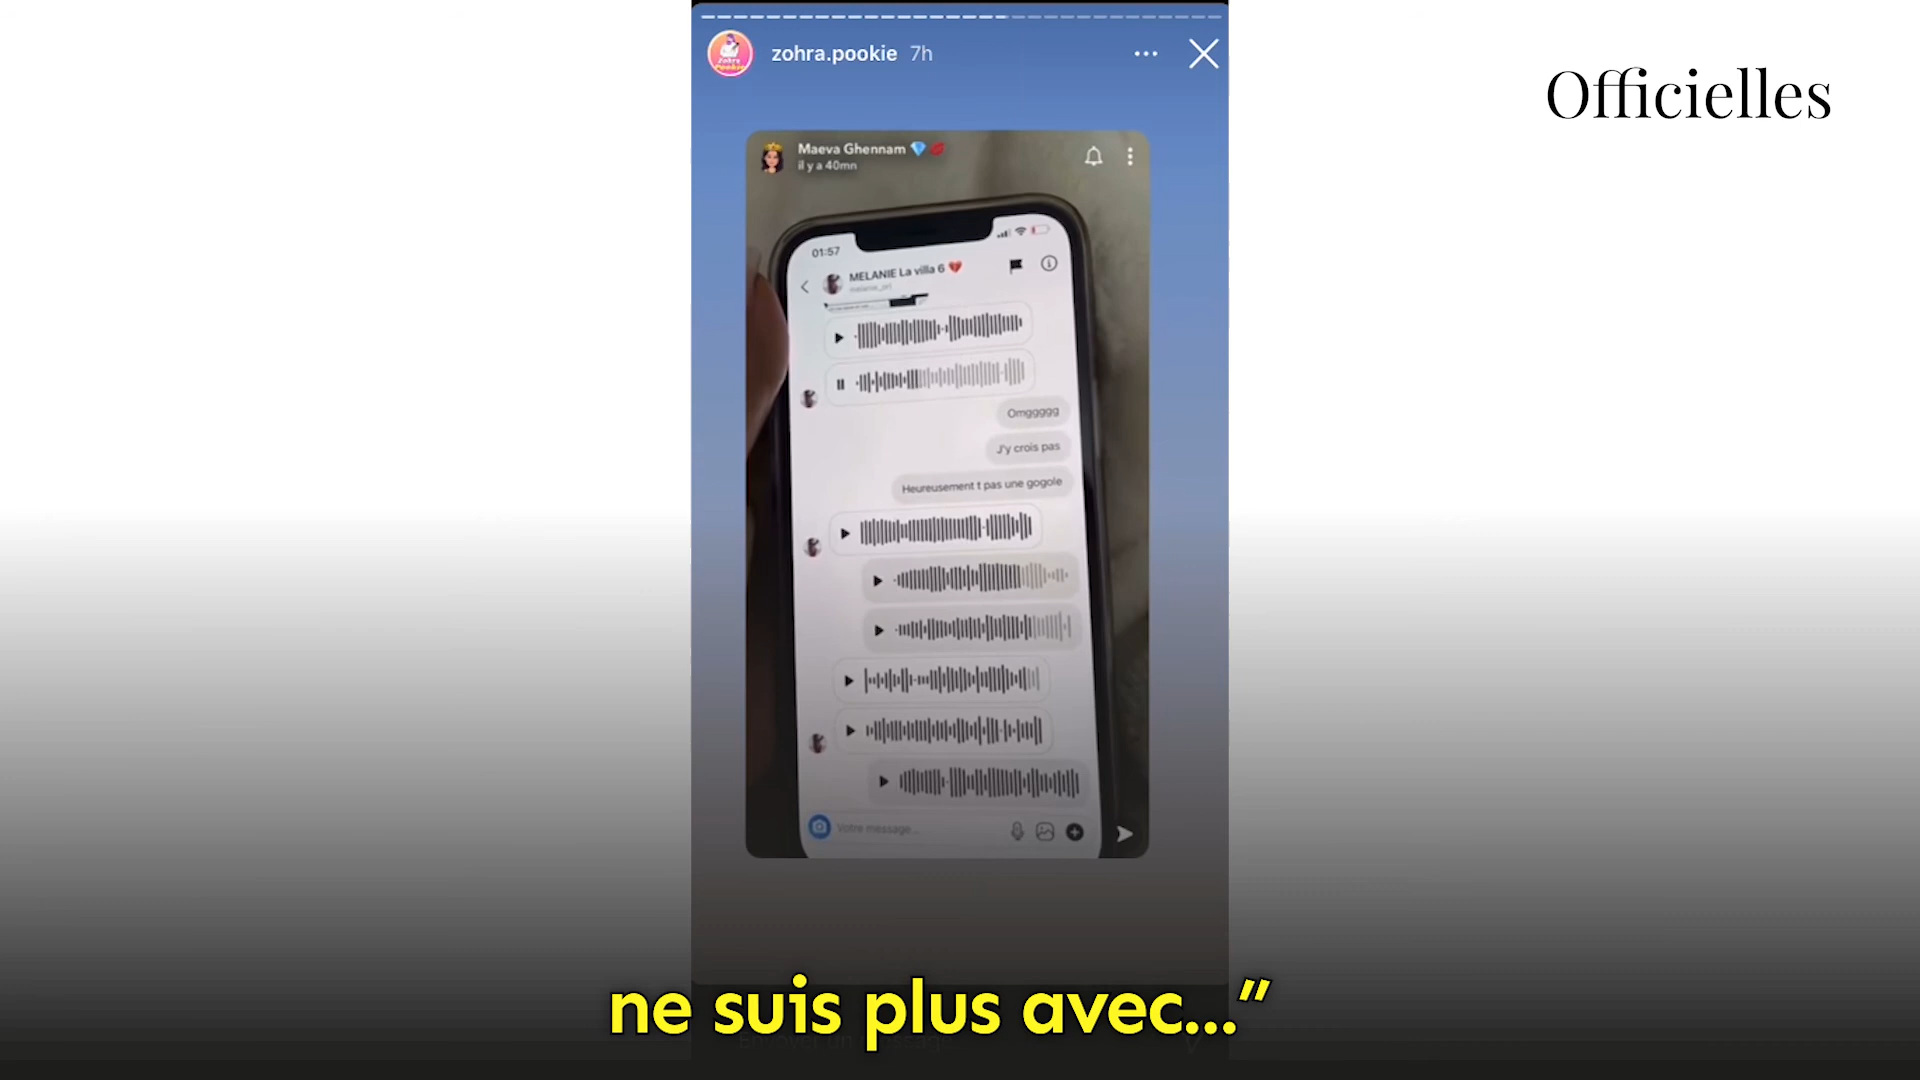 zohra.pookie 7h
Officielles
Maeva Ghennam
il y a 40mn
01:57
MELANIE La villa 6
Omggggg
J'y crois pas
Heureusement t pas une gogole
Votre message...
ne suis plus avec...”